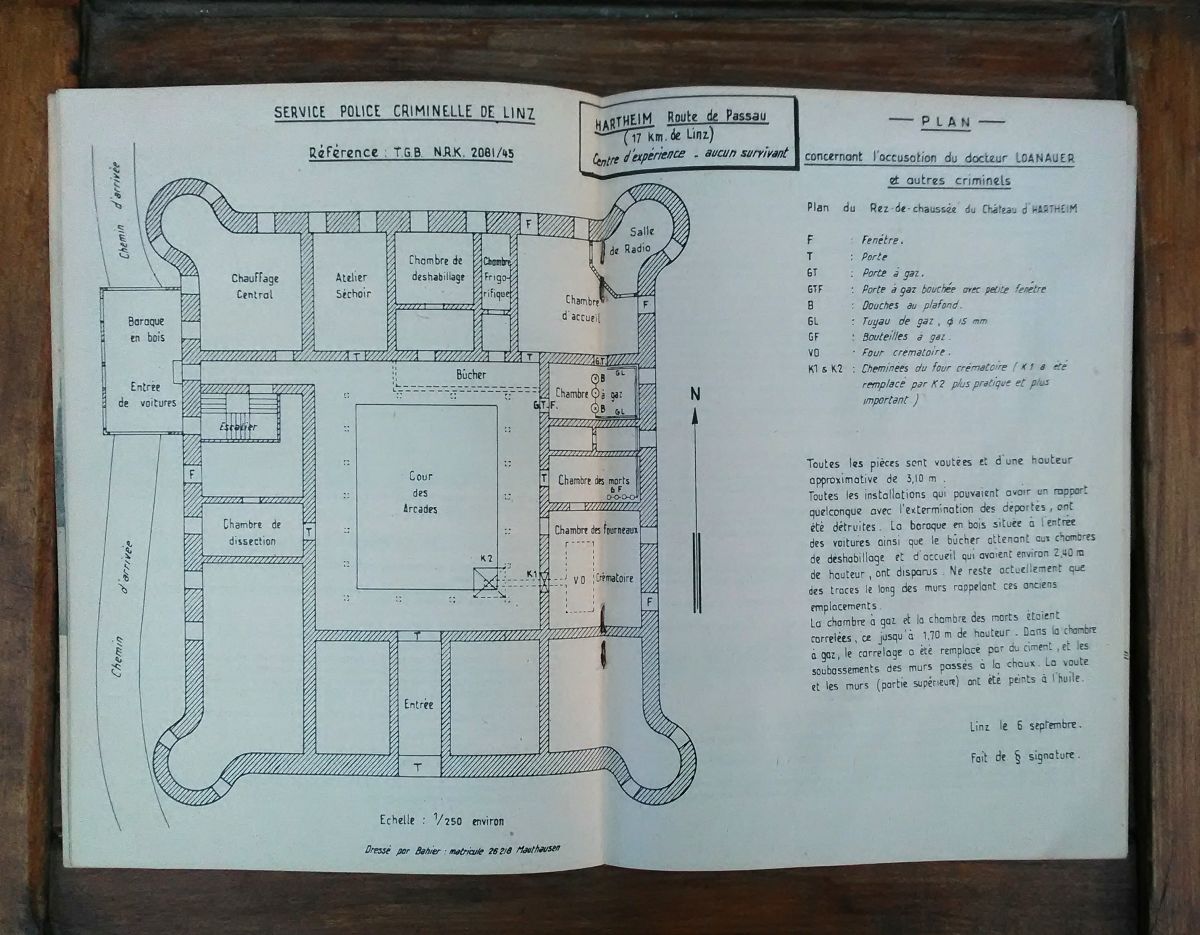 SERVICE POLICE CRIMINELLE DE LINZ
Référence : T.G.B. N.R.K. 2081/45
HARTHEIM Route de Passau
(17 Km. de Linz)
Centre d'expérience - aucun survivant
Chemin d'arrivée
Baraque
en bois
Entrée
de voitures
Chemin d'arrivée
Chauffage
Central
Atelier
Séchoir
Chambre de
déshabillage
Chambre
Frigo-
rifique
F
Chambre
d'accueil
Salle
de Radio
F
T
T
GT
Bûcher
G.T.F.
Chambre
à gaz
B
B
GL
GL
Escalier
F
Chambre de
dissection
T
Cour
des
Arcades
T
Chambre des morts
GF
Chambre des fourneaux
Crématoire
VO
K2
K1
F
T
Entrée
T
N
Echelle : 1/250 environ
Dressé par Bahier : matricule 26218 Mauthausen
— PLAN —
concernant l'accusation du docteur LOANAUER
et autres criminels
Plan du Rez-de-chaussée du Château d'HARTHEIM
F : Fenêtre.
T : Porte
GT : Porte à gaz.
GTF : Porte à gaz bouchée avec petite fenêtre
B : Douches au plafond.
GL : Tuyau de gaz, ϕ 15 mm
GF : Bouteilles à gaz.
VO : Four crématoire.
K1 & K2 : Cheminées du four crématoire ( K1 a été
remplacé par K2 plus pratique et plus
important )
Toutes les pièces sont voutées et d'une hauteur
approximative de 3,10 m.
Toutes les installations qui pouvaient avoir un rapport
quelconque avec l'extermination des déportés, ont
été détruites. La baraque en bois située à l'entrée
des voitures ainsi que le bûcher attenant aux chambres
de déshabillage et d'accueil qui avaient environ 2,40 m
de hauteur, ont disparus. Ne reste actuellement que
des traces le long des murs rappelant ces anciens
emplacements.
La chambre à gaz et la chambre des morts étaient
carrelées, ce jusqu'à 1,70 m de hauteur. Dans la chambre
à gaz, le carrelage a été remplacé par du ciment, et les
soubassements des murs passés à la chaux. La voute
et les murs (partie supérieure) ont été peints à l'huile.
Linz le 6 septembre.
Fait de § signature.